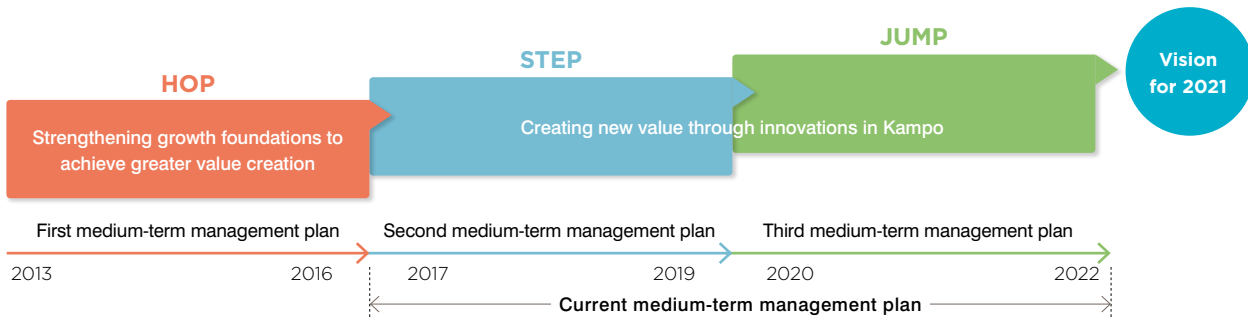 HOP
STEP
JUMP
Vision
for 2021
Strengthening growth foundations to
achieve greater value creation
Creating new value through innovations in Kampo
First medium-term management plan
Second medium-term management plan
Third medium-term management plan
2013
2016
2017
2019
2020
2022
Current medium-term management plan